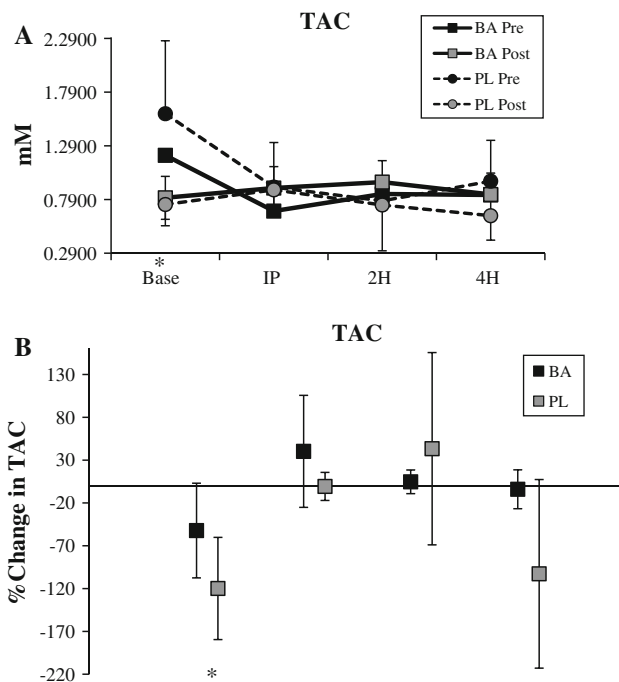 TAC
A
2.2900
1.7900
1.2900
0.7900
0.2900
mM
BA Pre
BA Post
PL Pre
PL Post
*
Base IP 2H 4H
TAC
B
130
80
30
-20
-70
-120
-170
-220
%Change in TAC
BA
PL
*